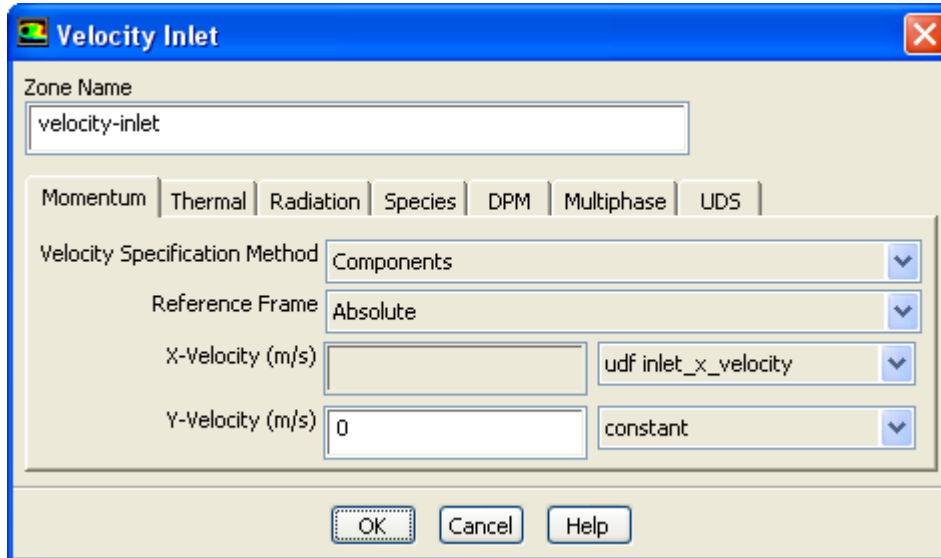 Velocity Inlet
Zone Name
velocity-inlet
Momentum Thermal Radiation Species DPM Multiphase UDS
Velocity Specification Method Components
Reference Frame Absolute
X-Velocity (m/s) udf inlet_x_velocity
Y-Velocity (m/s) 0 constant
OK Cancel Help